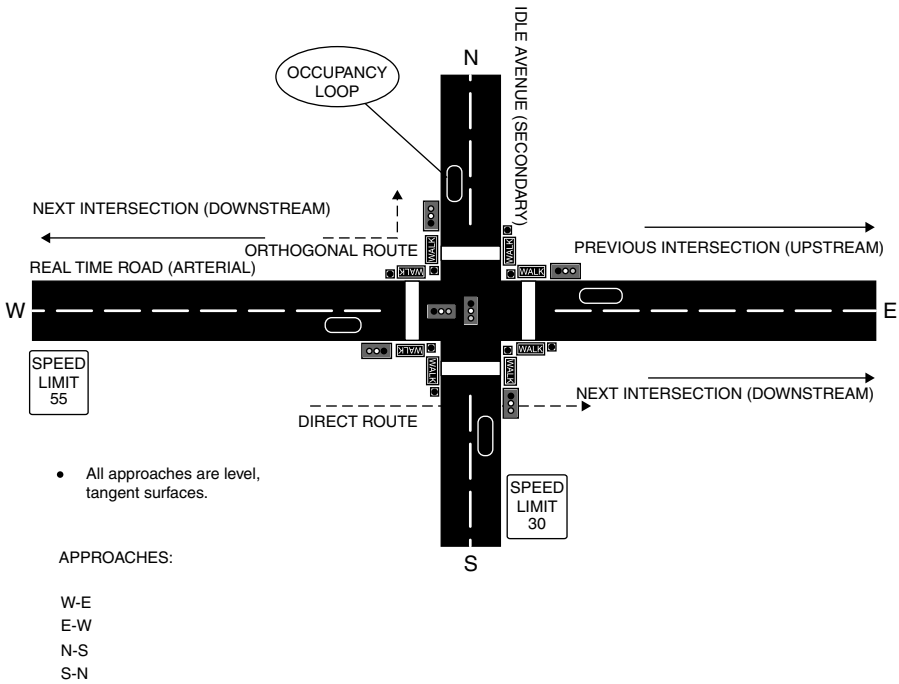 IDLE AVENUE (SECONDARY)
N
OCCUPANCY
LOOP
NEXT INTERSECTION (DOWNSTREAM)
ORTHOGONAL ROUTE
PREVIOUS INTERSECTION (UPSTREAM)
REAL TIME ROAD (ARTERIAL)
WALK
WALK
WALK
WALK
W
E
WALK
WALK
WALK
WALK
SPEED
LIMIT
55
NEXT INTERSECTION (DOWNSTREAM)
DIRECT ROUTE
• All approaches are level,
tangent surfaces.
SPEED
LIMIT
30
S
APPROACHES:
W-E
E-W
N-S
S-N